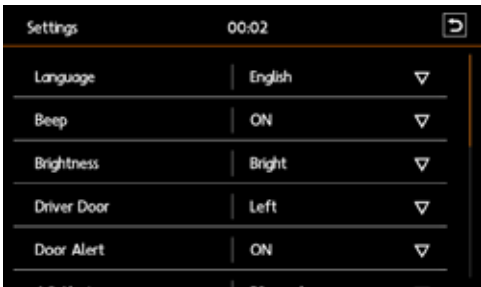 Settings 00:02
Language English
Beep ON
Brightness Bright
Driver Door Left
Door Alert ON